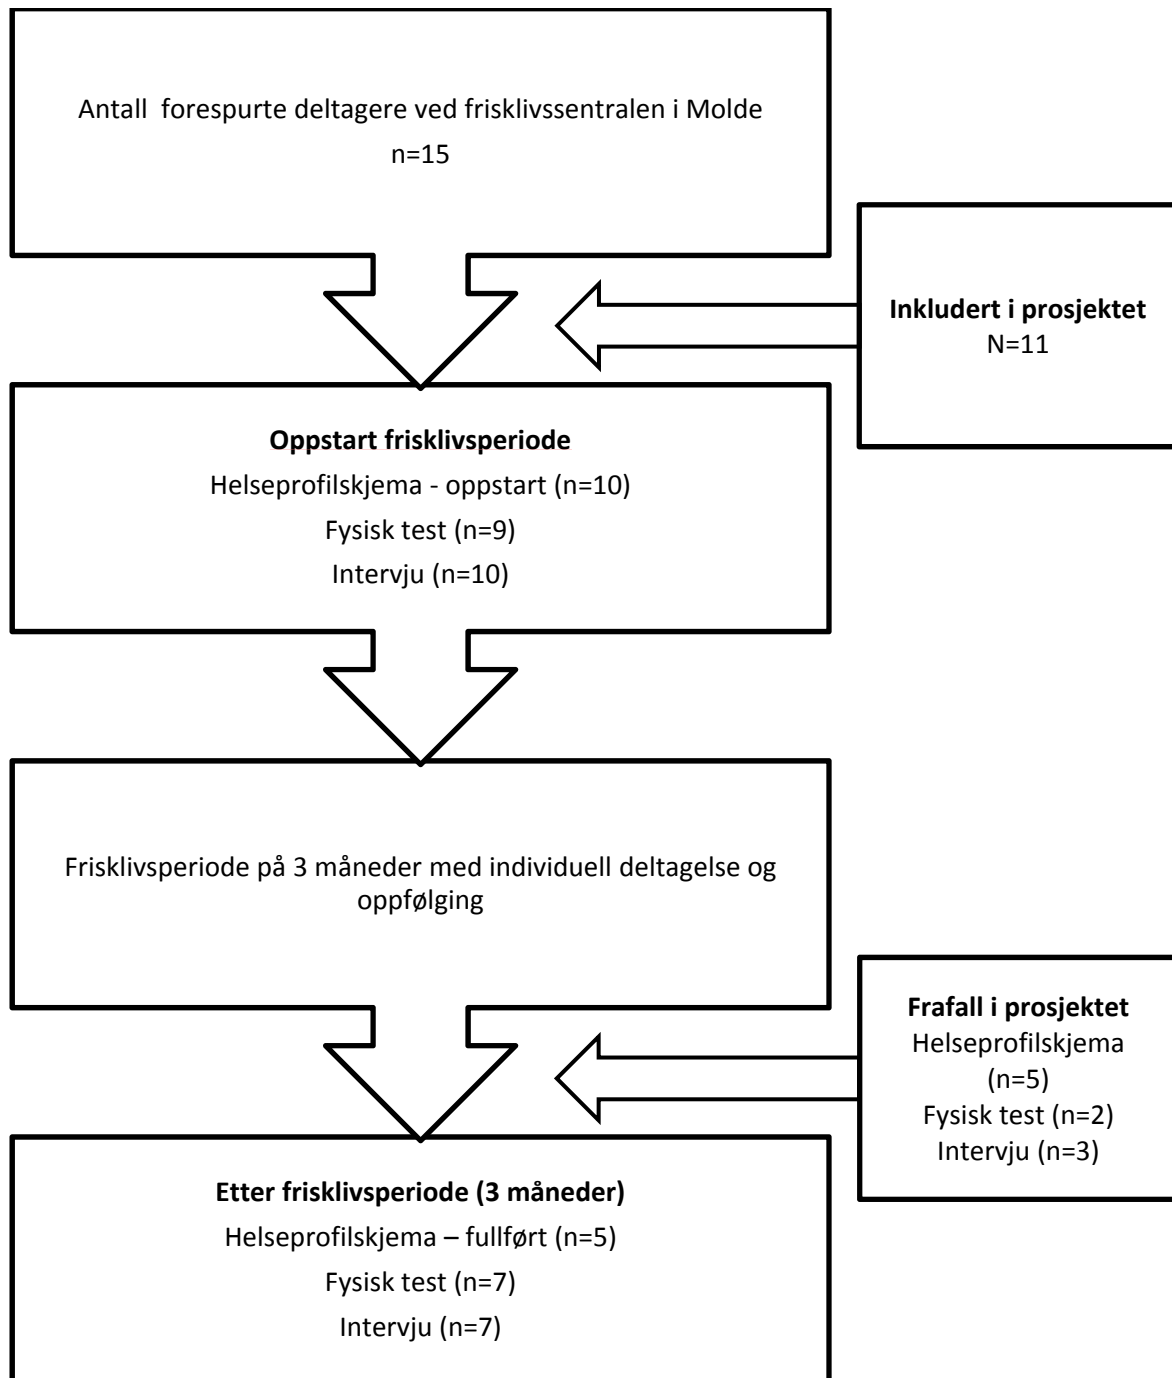 Antall forespurte deltagere ved frisklivssentralen i Molde
n=15
Inkludert i prosjektet
N=11
Oppstart frisklivsperiode
Helseprofilskjema - oppstart (n=10)
Fysisk test (n=9)
Intervju (n=10)
Frisklivsperiode på 3 måneder med individuell deltagelse og
oppfølging
Frafall i prosjektet
Helseprofilskjema
(n=5)
Fysisk test (n=2)
Intervju (n=3)
Etter frisklivsperiode (3 måneder)
Helseprofilskjema – fullført (n=5)
Fysisk test (n=7)
Intervju (n=7)